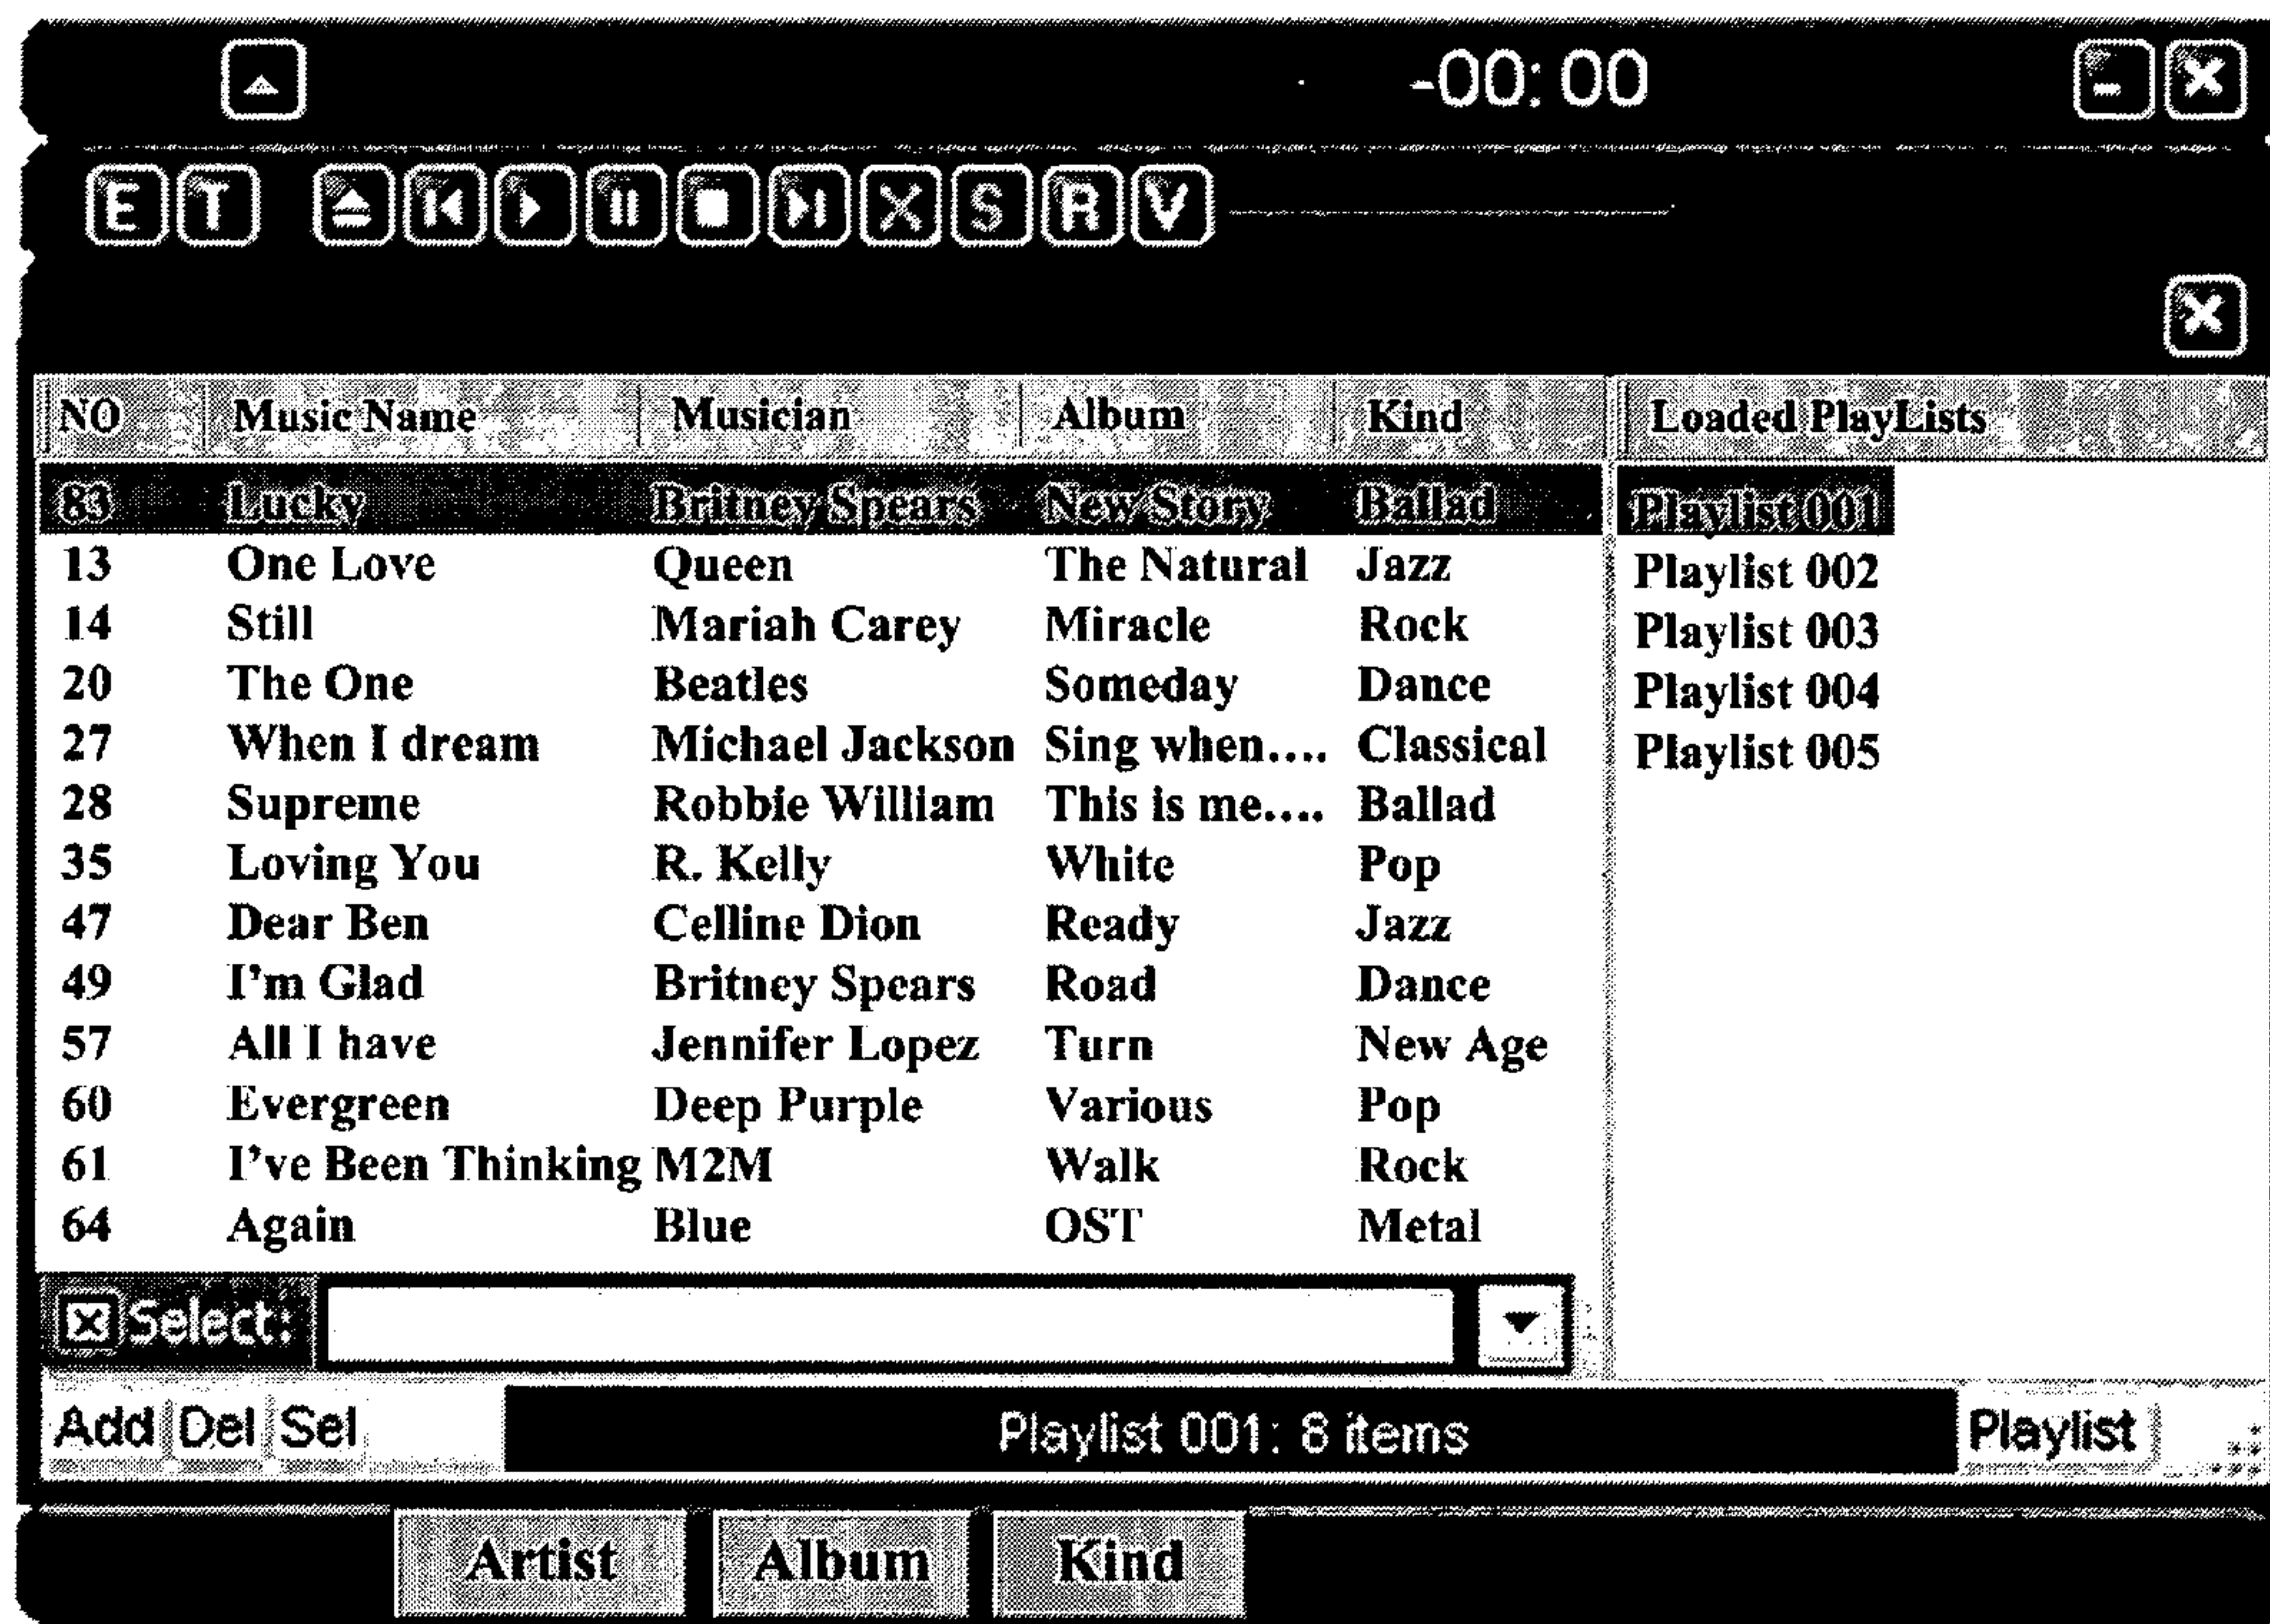 -00:00
E T X S R V
NO Music Name Musician Album Kind Loaded PlayLists
83 Lucky Britney Spears New Story Ballad Playlist 001
13 One Love Queen The Natural Jazz Playlist 002
14 Still Mariah Carey Miracle Rock Playlist 003
20 The One Beatles Someday Dance Playlist 004
27 When I dream Michael Jackson Sing when.... Classical Playlist 005
28 Supreme Robbie William This is me.... Ballad
35 Loving You R. Kelly White Pop
47 Dear Ben Celline Dion Ready Jazz
49 I'm Glad Britney Spears Road Dance
57 All I have Jennifer Lopez Turn New Age
60 Evergreen Deep Purple Various Pop
61 I've Been Thinking M2M Walk Rock
64 Again Blue OST Metal
Select:
Add Del Sel Playlist 001: 8 items Playlist
Artist Album Kind